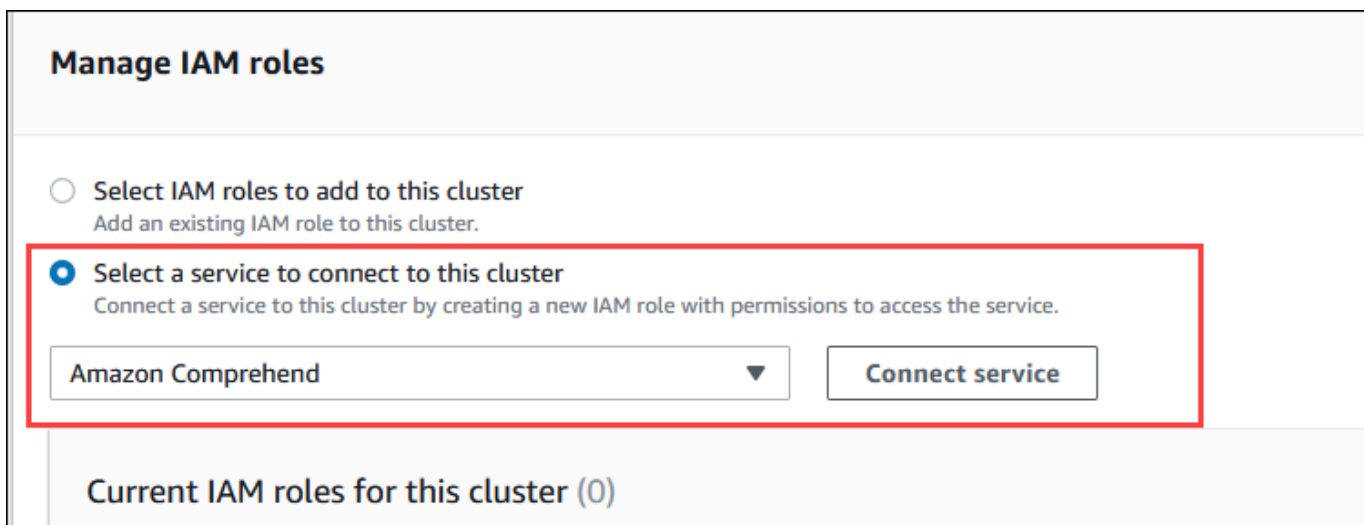 Manage IAM roles
Select IAM roles to add to this cluster
Add an existing IAM role to this cluster.
Select a service to connect to this cluster
Connect a service to this cluster by creating a new IAM role with permissions to access the service.
Amazon Comprehend
Connect service
Current IAM roles for this cluster (0)